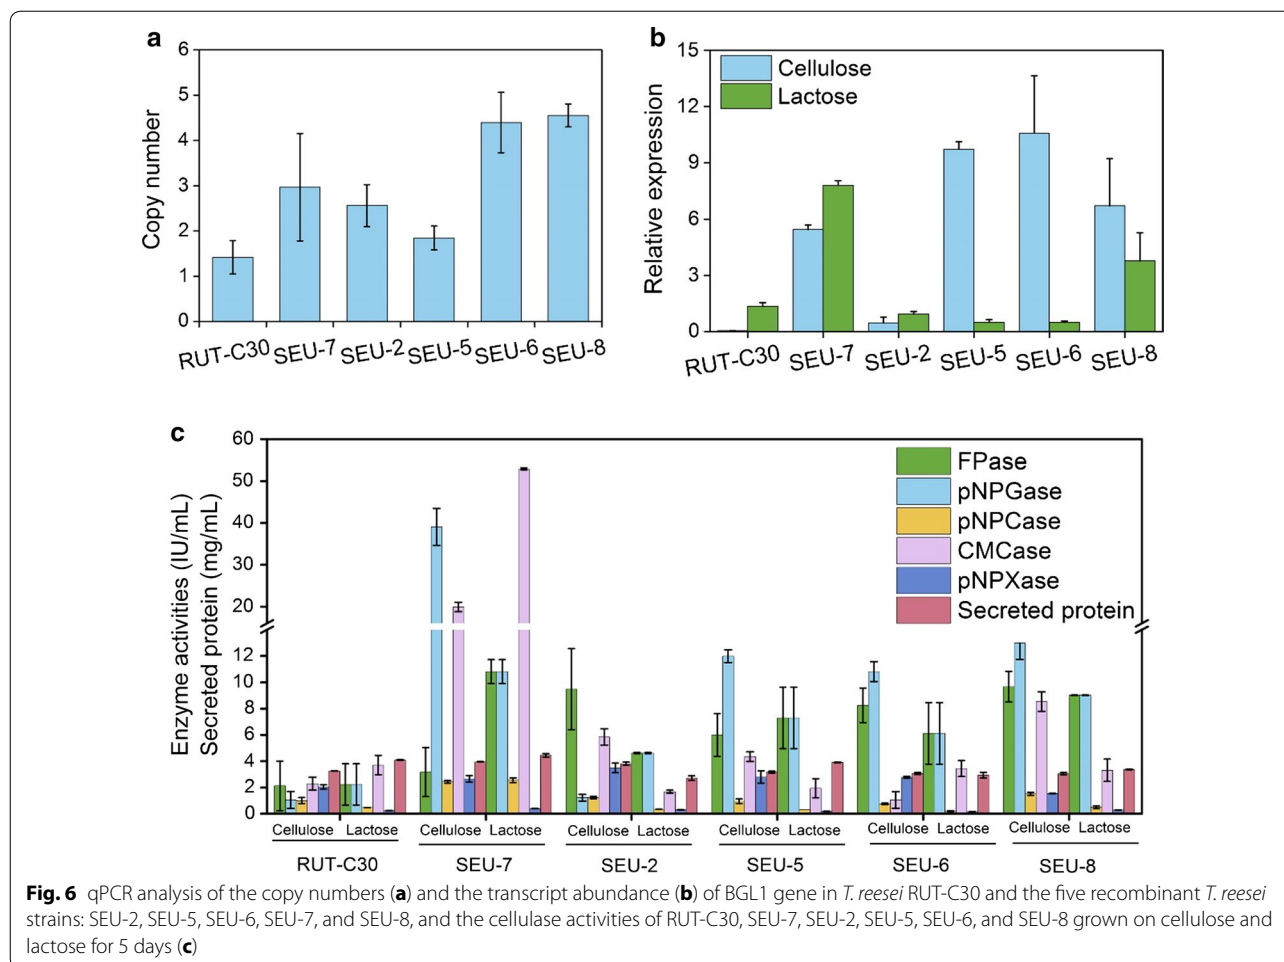 a
6
5
4
3
2
1
0
Copy number
RUT-C30 SEU-7 SEU-2 SEU-5 SEU-6 SEU-8
b
15
12
9
6
3
0
Relative expression
Cellulose
Lactose
RUT-C30 SEU-7 SEU-2 SEU-5 SEU-6 SEU-8
c
60
50
40
30
20
12
10
8
6
4
2
0
Enzyme activities (IU/mL)
Secreted protein (mg/mL)
FPase
pNPGase
pNPCase
CMCase
pNPXase
Secreted protein
Cellulose Lactose Cellulose Lactose Cellulose Lactose Cellulose Lactose Cellulose Lactose Cellulose Lactose
RUT-C30 SEU-7 SEU-2 SEU-5 SEU-6 SEU-8
Fig. 6 qPCR analysis of the copy numbers (a) and the transcript abundance (b) of BGL1 gene in T. reesei RUT-C30 and the five recombinant T. reesei
strains: SEU-2, SEU-5, SEU-6, SEU-7, and SEU-8, and the cellulase activities of RUT-C30, SEU-7, SEU-2, SEU-5, SEU-6, and SEU-8 grown on cellulose and
lactose for 5 days (c)